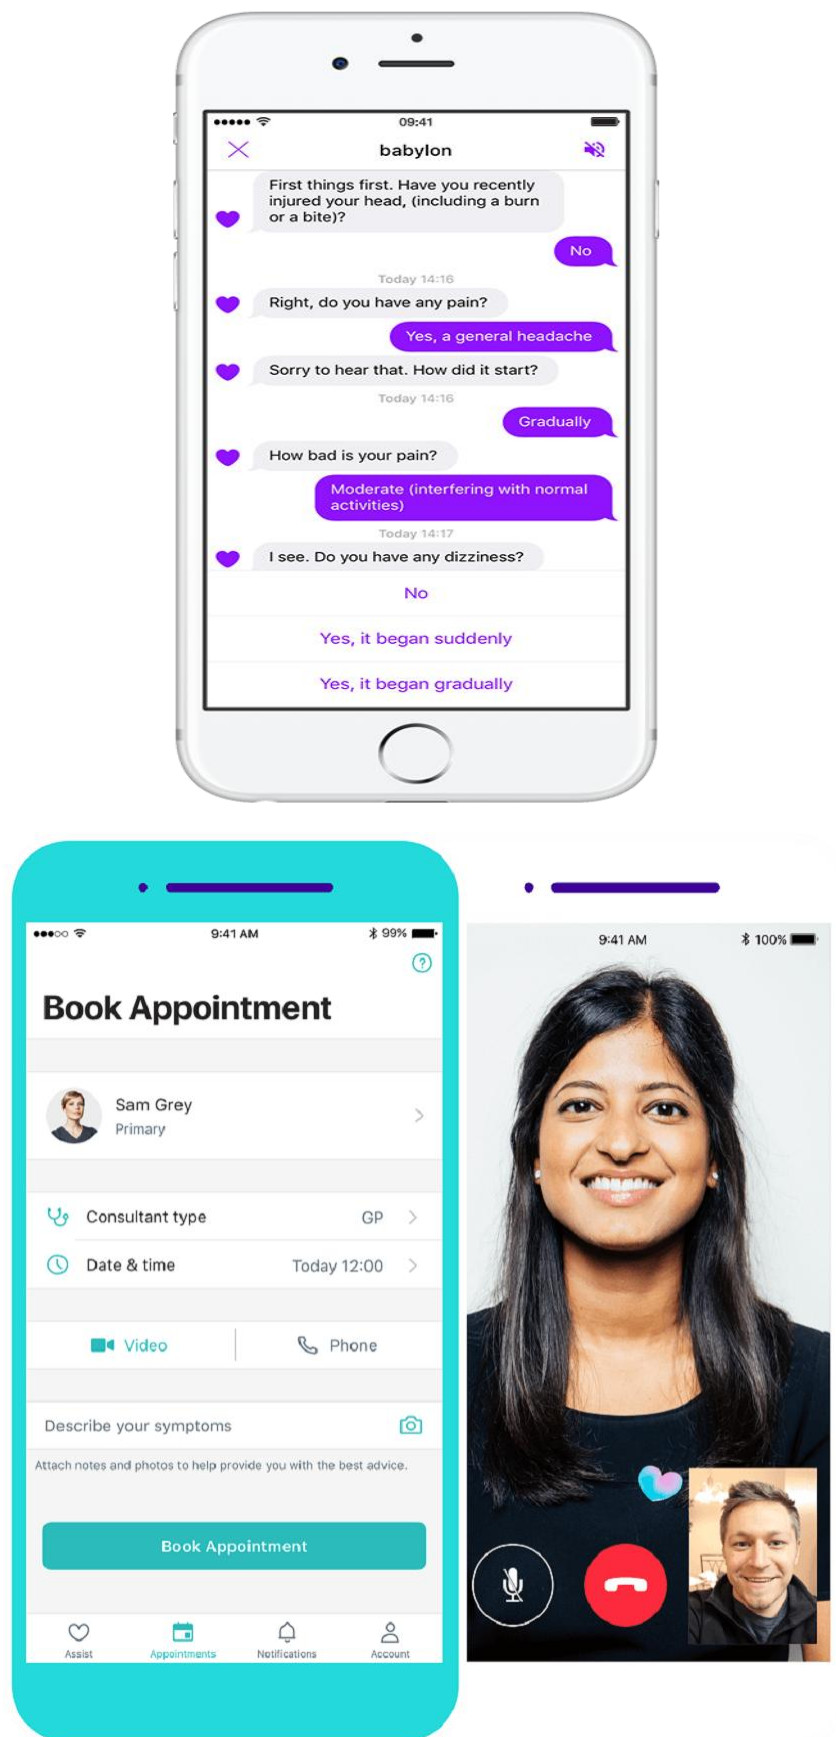 09:41
babylon
First things first. Have you recently
injured your head, (including a burn
or a bite)?
No
Today 14:16
Right, do you have any pain?
Yes, a general headache
Sorry to hear that. How did it start?
Today 14:16
Gradually
How bad is your pain?
Moderate (interfering with normal
activities)
Today 14:17
I see. Do you have any dizziness?
No
Yes, it began suddenly
Yes, it began gradually
9:41 AM 99%
?
Book Appointment
Sam Grey
Primary
Consultant type GP
Date & time Today 12:00
Video Phone
Describe your symptoms
Attach notes and photos to help provide you with the best advice.
Book Appointment
Assist Appointments Notifications Account
9:41 AM 100%